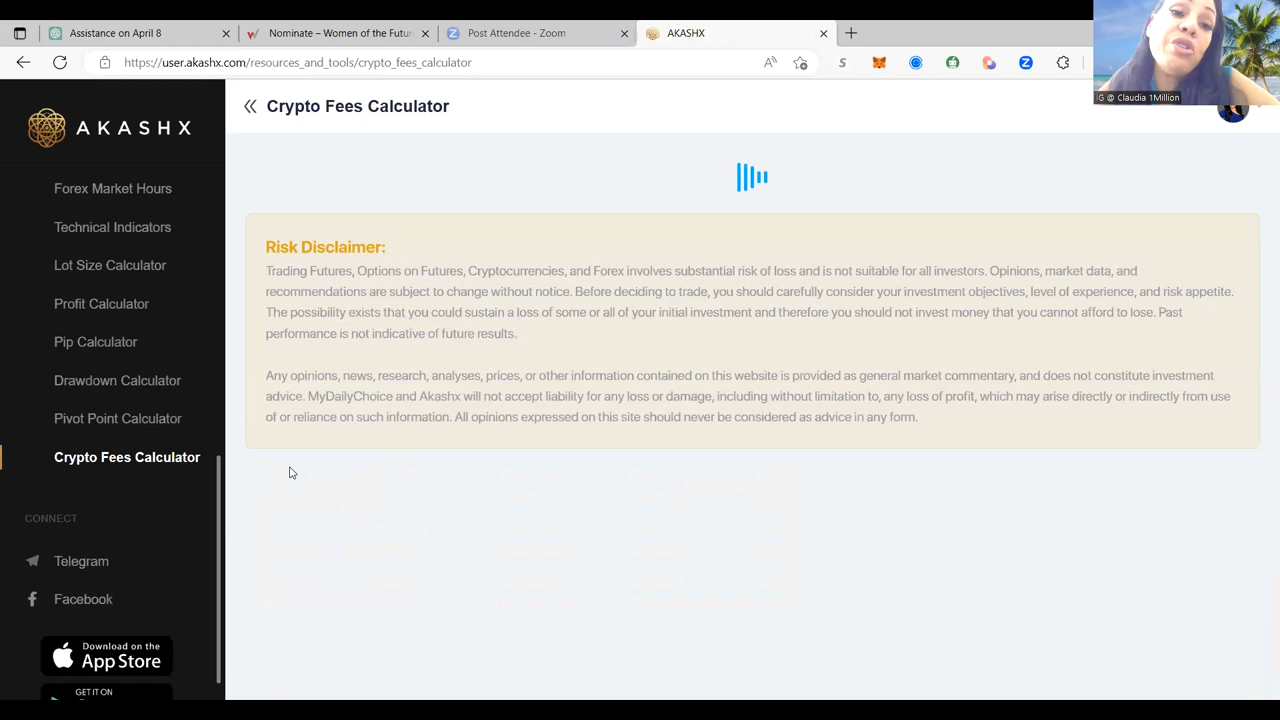 Assistance on April 8
Nominate – Women of the Futur
Post Attendee - Zoom
AKASHX
https://user.akashx.com/resources_and_tools/crypto_fees_calculator
IG @ Claudia 1Million
AKASHX
Crypto Fees Calculator
Forex Market Hours
Technical Indicators
Lot Size Calculator
Profit Calculator
Pip Calculator
Drawdown Calculator
Pivot Point Calculator
Crypto Fees Calculator
CONNECT
Telegram
Facebook
Download on the
App Store
GET IT ON
Risk Disclaimer:
Trading Futures, Options on Futures, Cryptocurrencies, and Forex involves substantial risk of loss and is not suitable for all investors. Opinions, market data, and
recommendations are subject to change without notice. Before deciding to trade, you should carefully consider your investment objectives, level of experience, and risk appetite.
The possibility exists that you could sustain a loss of some or all of your initial investment and therefore you should not invest money that you cannot afford to lose. Past
performance is not indicative of future results.
Any opinions, news, research, analyses, prices, or other information contained on this website is provided as general market commentary, and does not constitute investment
advice. MyDailyChoice and Akashx will not accept liability for any loss or damage, including without limitation to, any loss of profit, which may arise directly or indirectly from use
of or reliance on such information. All opinions expressed on this site should never be considered as advice in any form.